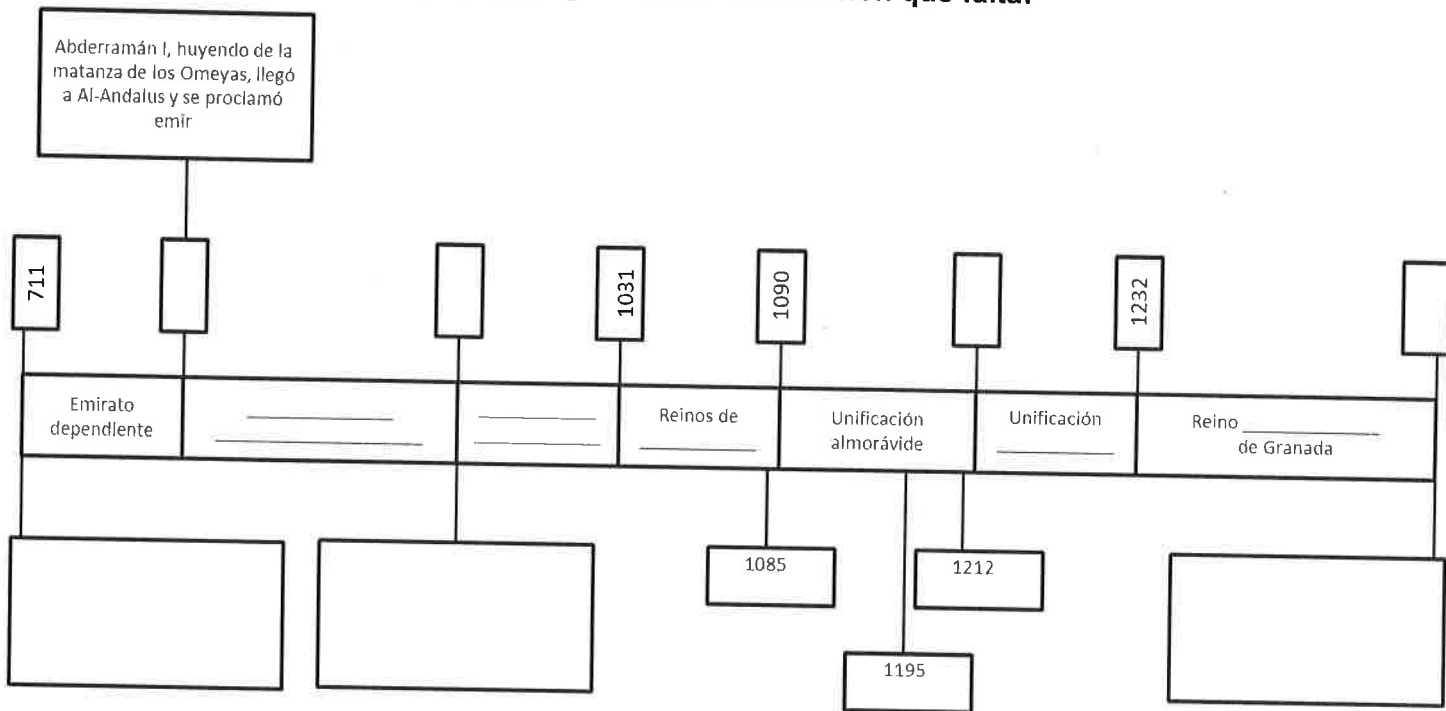 que falta.
Abderramán I, huyendo de la
matanza de los Omeyas, llegó
a Al-Andalus y se proclamó
emir
711
1031
1090
1232
Emirato
dependiente
Reinos de
Unificación
almorávide
Unificación
Reino
de Granada
1085
1212
1195